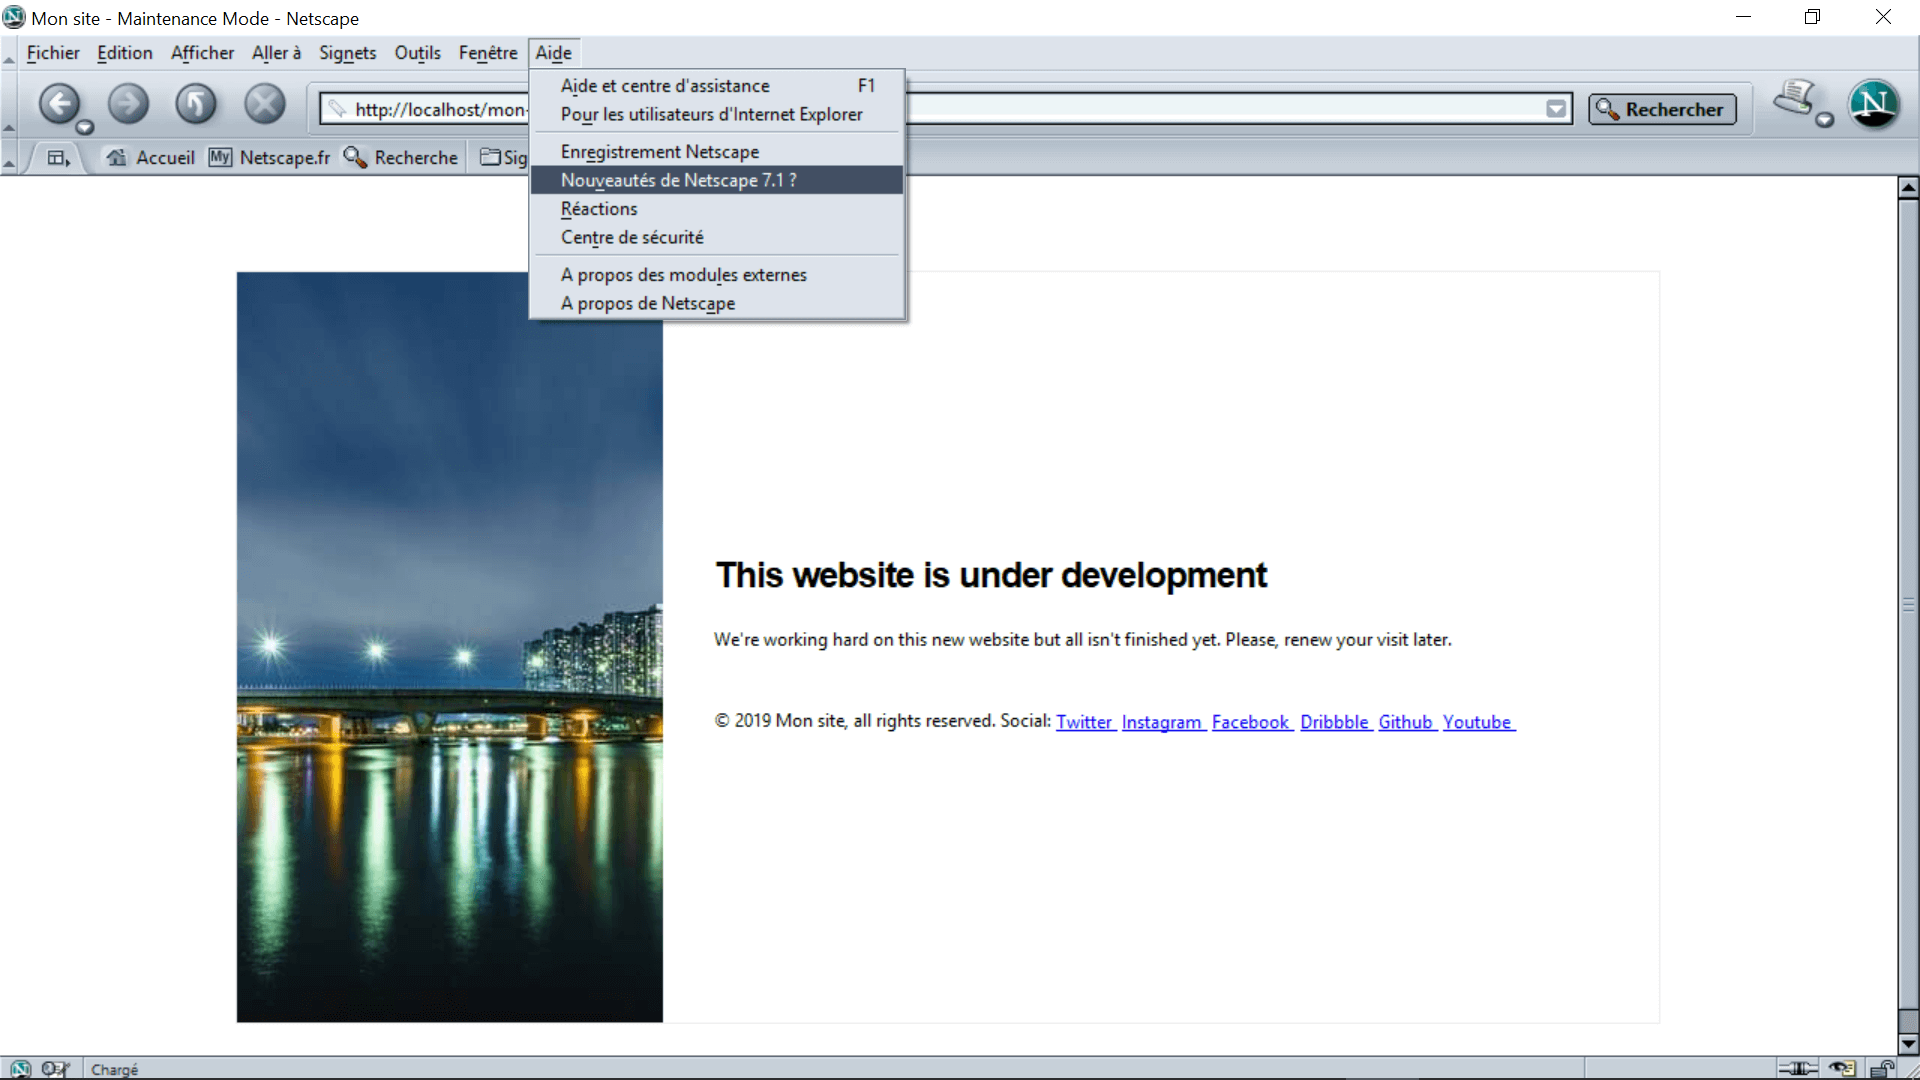 Mon site - Maintenance Mode - Netscape
Fichier Edition Afficher Aller à Signets Outils Fenêtre Aide
Aide et centre d'assistance F1
Pour les utilisateurs d'Internet Explorer
Enregistrement Netscape
Nouveautés de Netscape 7.1 ?
Réactions
Centre de sécurité
A propos des modules externes
A propos de Netscape
http://localhost/mon- Rechercher N
Accueil My Netscape.fr Recherche Sig
This website is under development
We're working hard on this new website but all isn't finished yet. Please, renew your visit later.
© 2019 Mon site, all rights reserved. Social: Twitter Instagram Facebook Dribbble Github Youtube
N Chargé